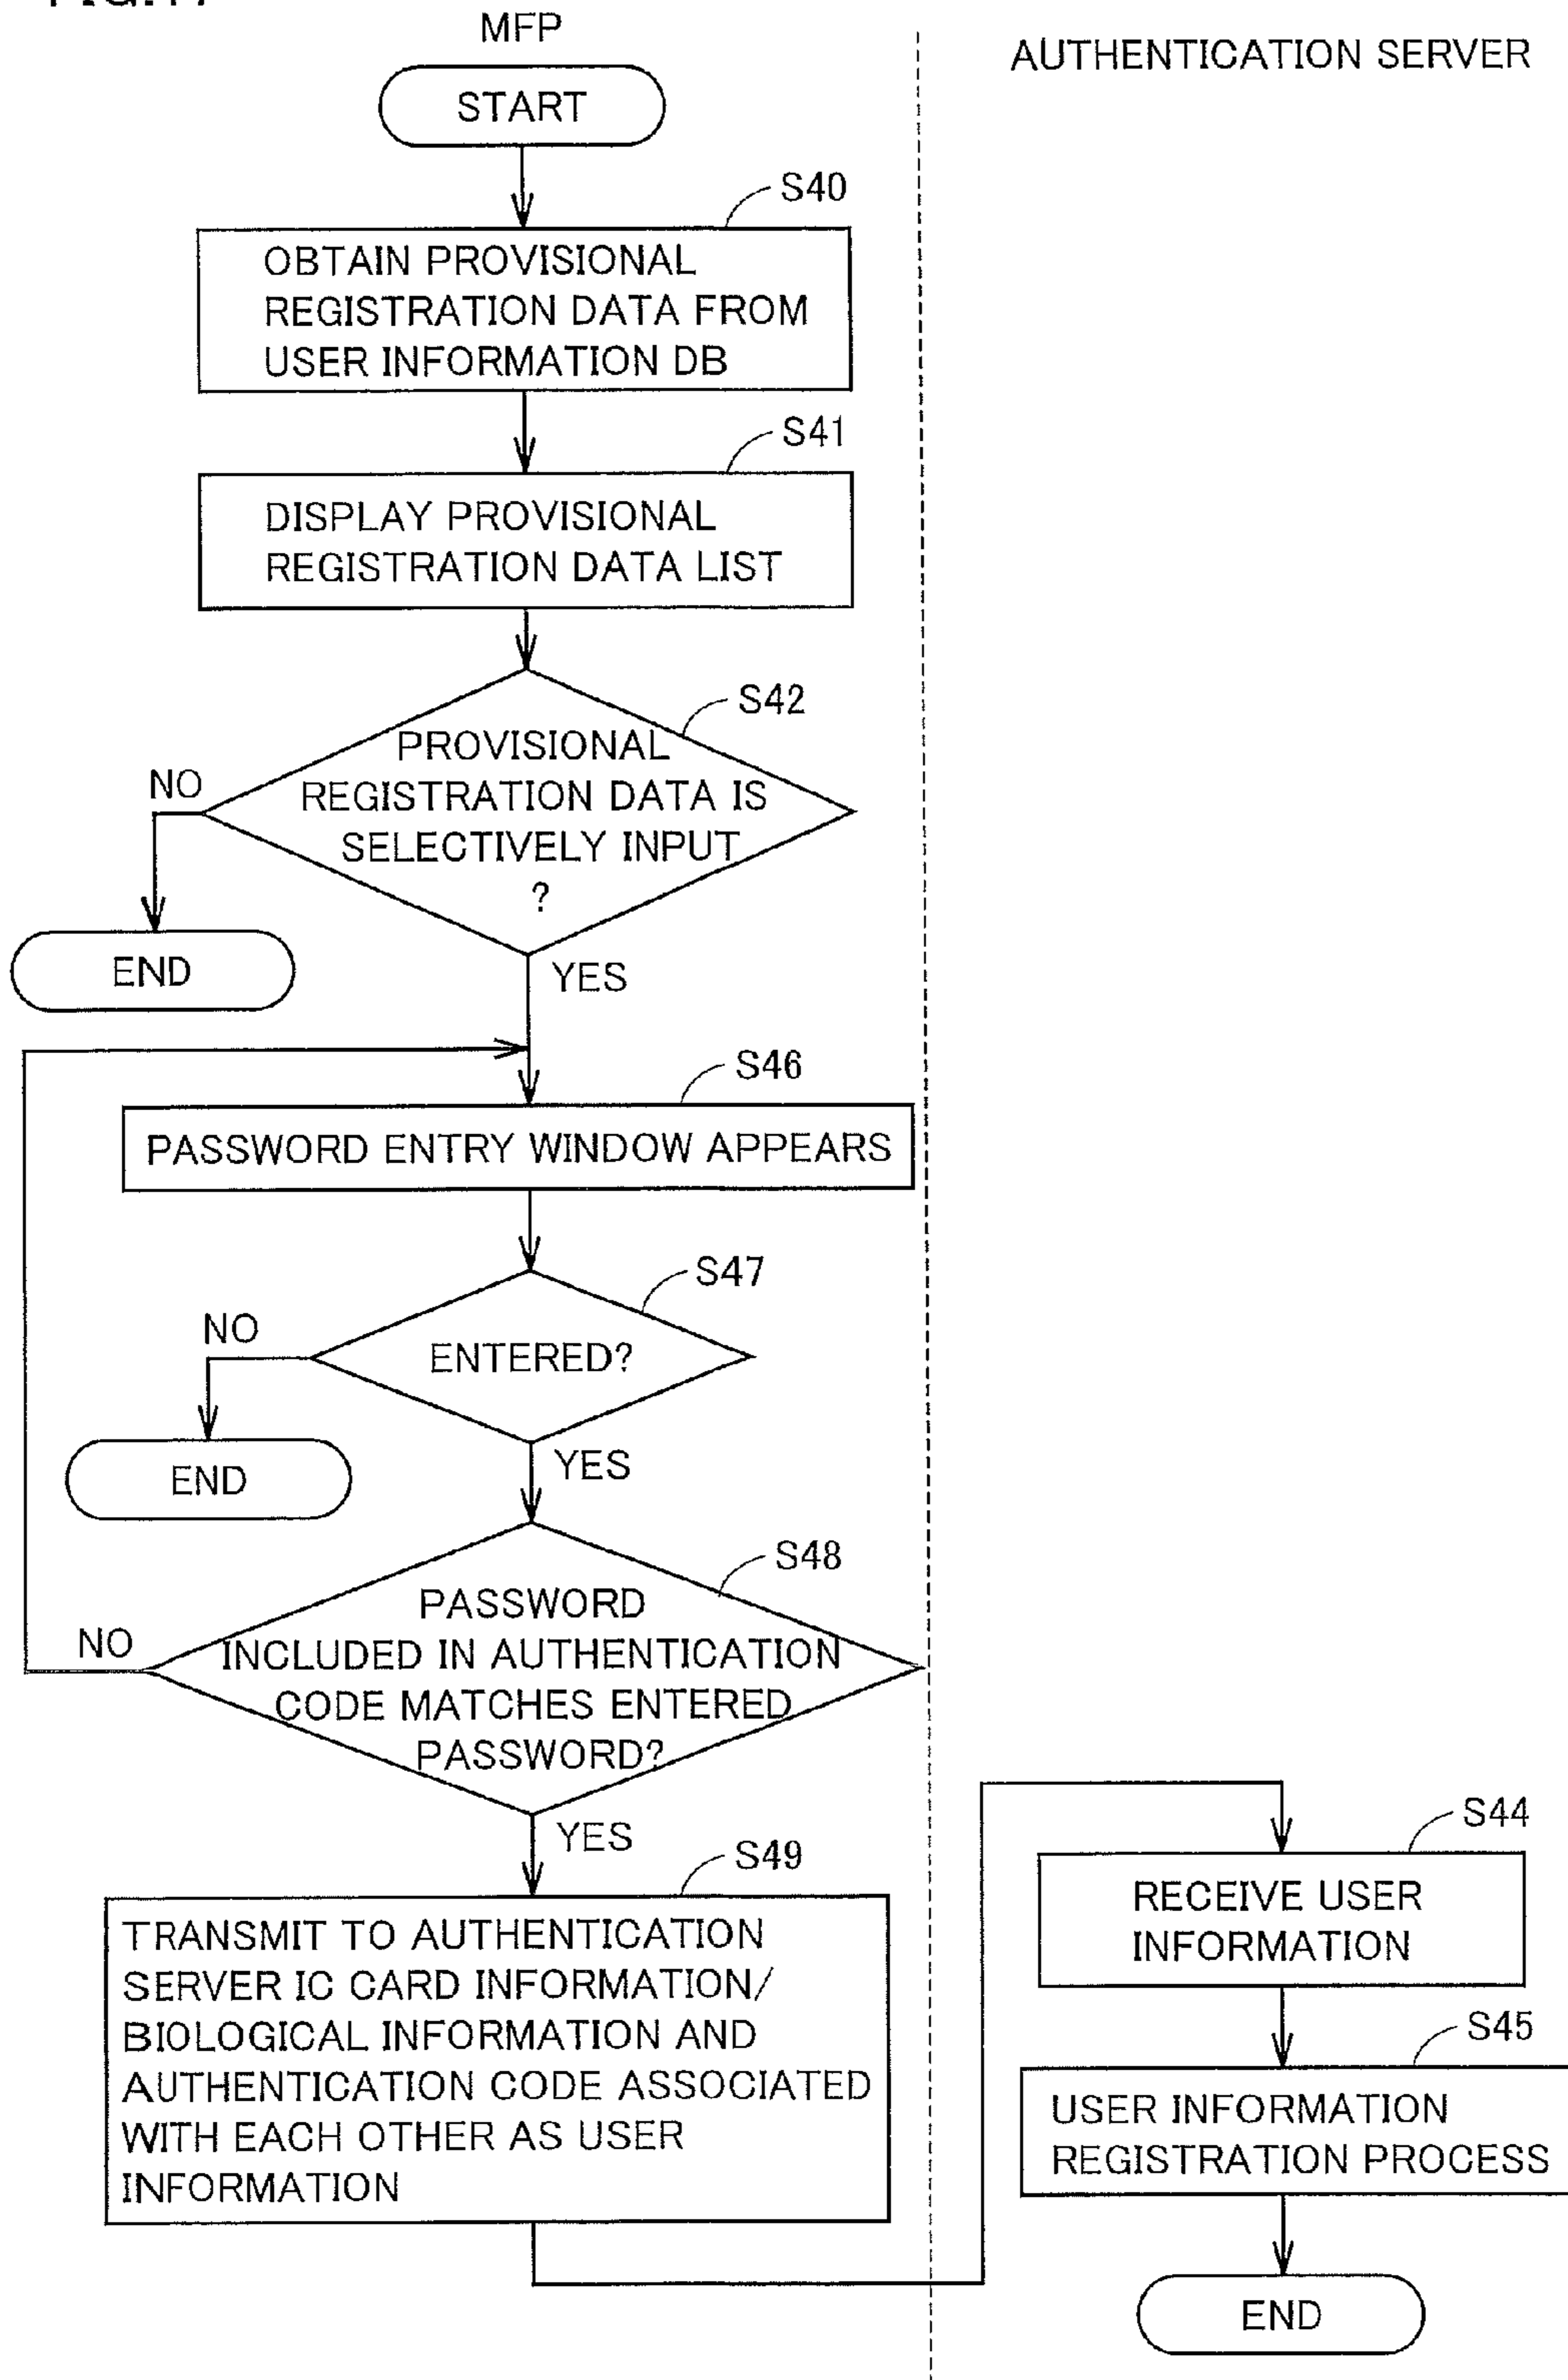 MFP
AUTHENTICATION SERVER
START
S40
OBTAIN PROVISIONAL
REGISTRATION DATA FROM
USER INFORMATION DB
S41
DISPLAY PROVISIONAL
REGISTRATION DATA LIST
S42
PROVISIONAL
REGISTRATION DATA IS
SELECTIVELY INPUT
?
NO
END
YES
S46
PASSWORD ENTRY WINDOW APPEARS
S47
ENTERED?
NO
END
YES
S48
PASSWORD
INCLUDED IN AUTHENTICATION
CODE MATCHES ENTERED
PASSWORD?
NO
YES
S49
TRANSMIT TO AUTHENTICATION
SERVER IC CARD INFORMATION/
BIOLOGICAL INFORMATION AND
AUTHENTICATION CODE ASSOCIATED
WITH EACH OTHER AS USER
INFORMATION
S44
RECEIVE USER
INFORMATION
S45
USER INFORMATION
REGISTRATION PROCESS
END